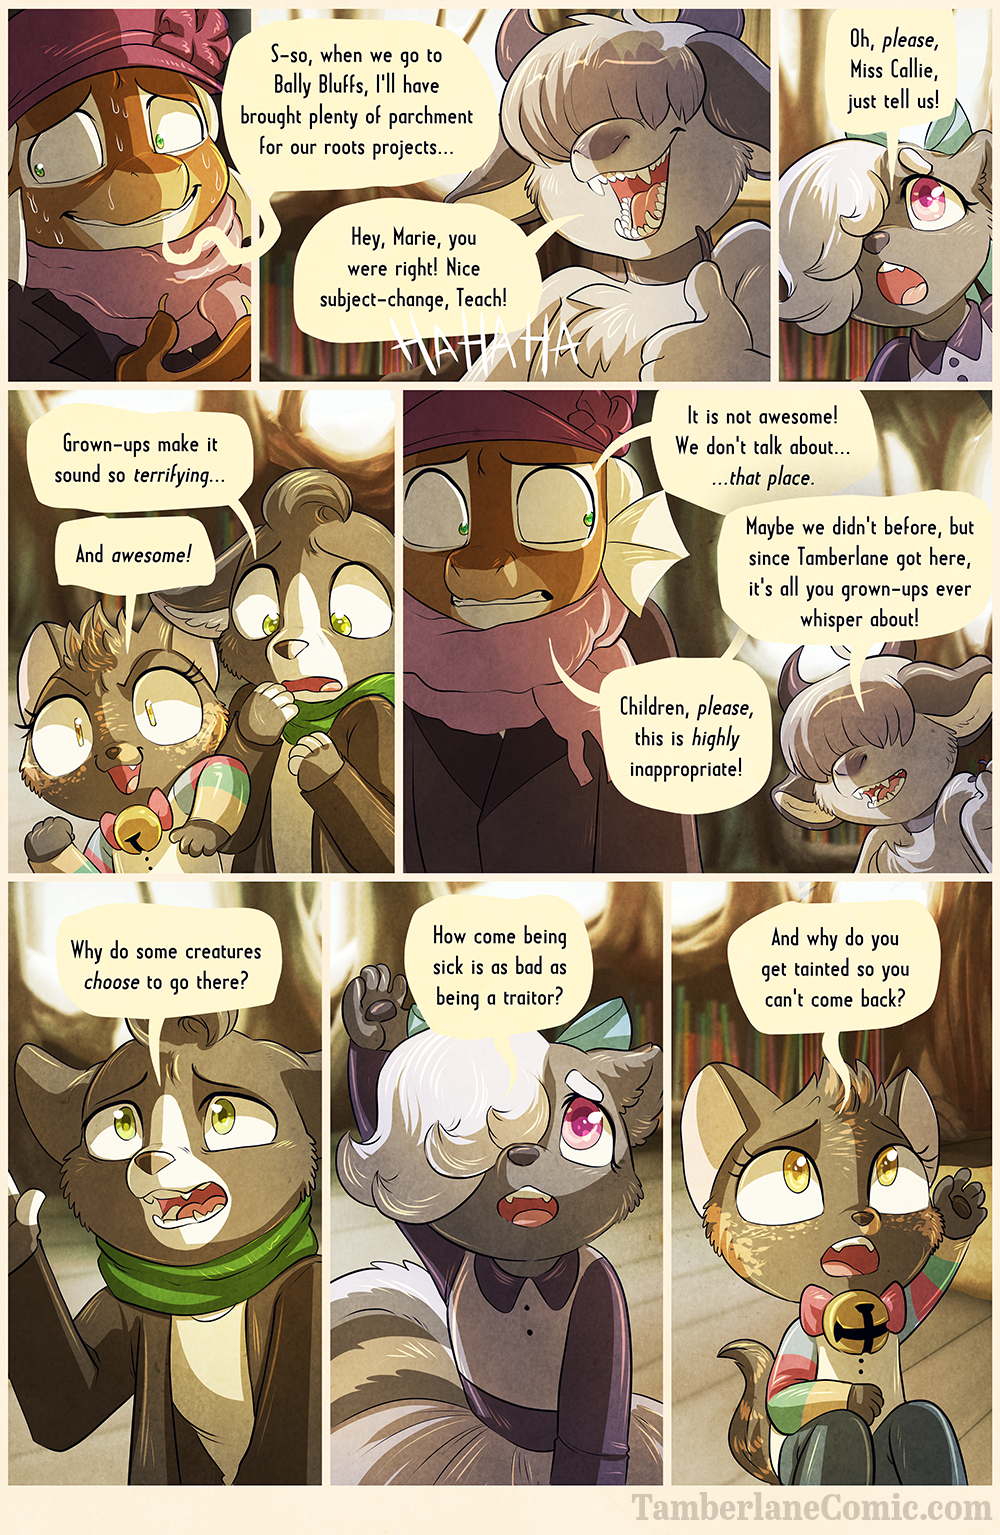 S-so, when we go to
Bally Bluffs, I'll have
brought plenty of parchment
for our roots projects...
Hey, Marie, you
were right! Nice
subject-change, Teach!
HAHAHA
Oh, please,
Miss Callie,
just tell us!
Grown-ups make it
sound so terrifying...
And awesome!
It is not awesome!
We don't talk about...
...that place.
Maybe we didn't before, but
since Tamberlane got here,
it's all you grown-ups ever
whisper about!
Children, please,
this is highly
inappropriate!
Why do some creatures
choose to go there?
How come being
sick is as bad as
being a traitor?
And why do you
get tainted so you
can't come back?
TamberlaneComic.com